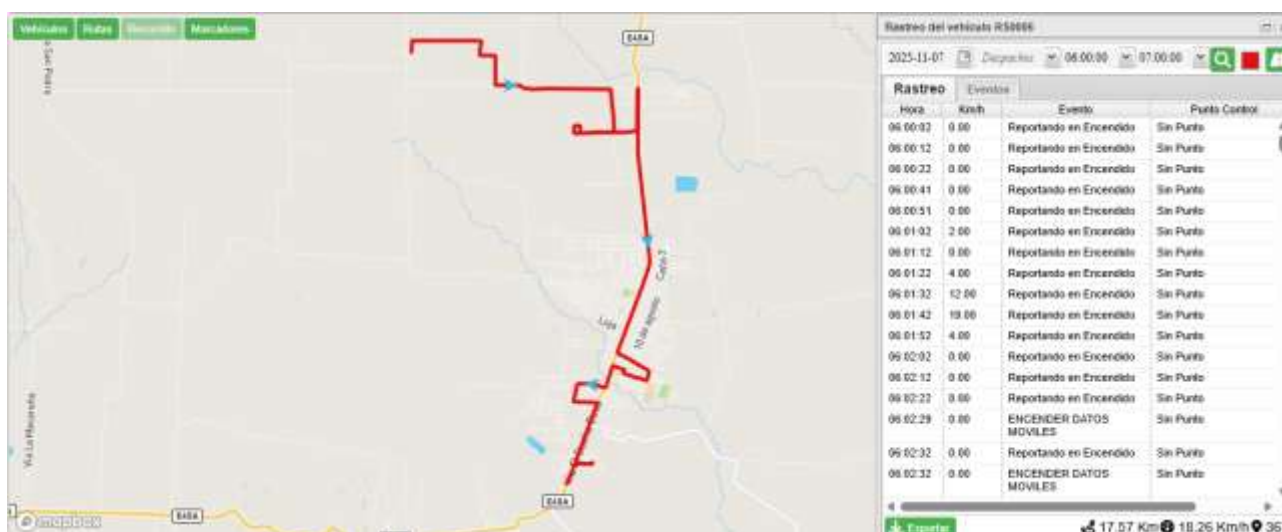 Vehículos Rutas Recorrido Marcadores
E48A
Loja
10 de agosto
Calle 7
Via La Maravilla
E48A
E48A
mapbox
Rastreo del vehículo R50006
2025-11-07 Despachos 06:00:00 07:00:00
Rastreo Eventos
Hora Km/h Evento Punto Control
06:00:02 0.00 Reportando en Encendido Sin Punto
06:00:12 0.00 Reportando en Encendido Sin Punto
06:00:22 0.00 Reportando en Encendido Sin Punto
06:00:41 0.00 Reportando en Encendido Sin Punto
06:00:51 0.00 Reportando en Encendido Sin Punto
06:01:02 2.00 Reportando en Encendido Sin Punto
06:01:12 0.00 Reportando en Encendido Sin Punto
06:01:22 4.00 Reportando en Encendido Sin Punto
06:01:32 12.00 Reportando en Encendido Sin Punto
06:01:42 19.00 Reportando en Encendido Sin Punto
06:01:52 4.00 Reportando en Encendido Sin Punto
06:02:02 0.00 Reportando en Encendido Sin Punto
06:02:12 0.00 Reportando en Encendido Sin Punto
06:02:22 0.00 Reportando en Encendido Sin Punto
06:02:29 0.00 ENCENDER DATOS MOVILES Sin Punto
06:02:32 0.00 Reportando en Encendido Sin Punto
06:02:32 0.00 ENCENDER DATOS MOVILES Sin Punto
Exportar 17.57 Km 18.26 Km/h 36